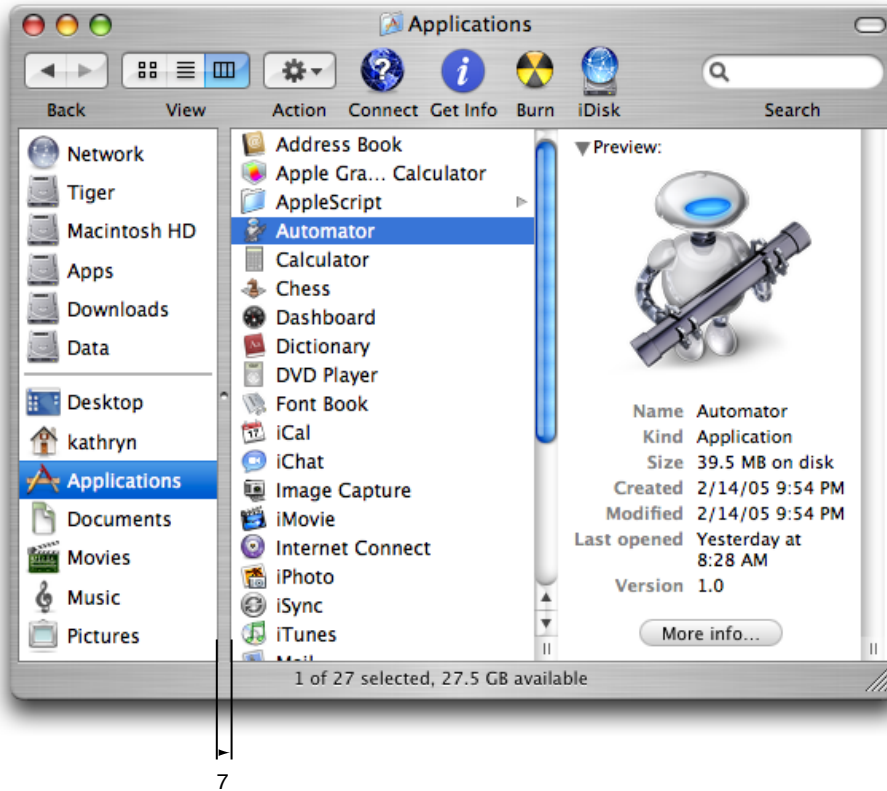 Applications
Back
View
Action
Connect
Get Info
Burn
iDisk
Search
Network
Tiger
Macintosh HD
Apps
Downloads
Data
Desktop
kathryn
Applications
Documents
Movies
Music
Pictures
Address Book
Apple Gra... Calculator
AppleScript
Automator
Calculator
Chess
Dashboard
Dictionary
DVD Player
Font Book
iCal
iChat
Image Capture
iMovie
Internet Connect
iPhoto
iSync
iTunes
Mail
Preview:
Name Automator
Kind Application
Size 39.5 MB on disk
Created 2/14/05 9:54 PM
Modified 2/14/05 9:54 PM
Last opened Yesterday at
8:28 AM
Version 1.0
More info...
1 of 27 selected, 27.5 GB available
7